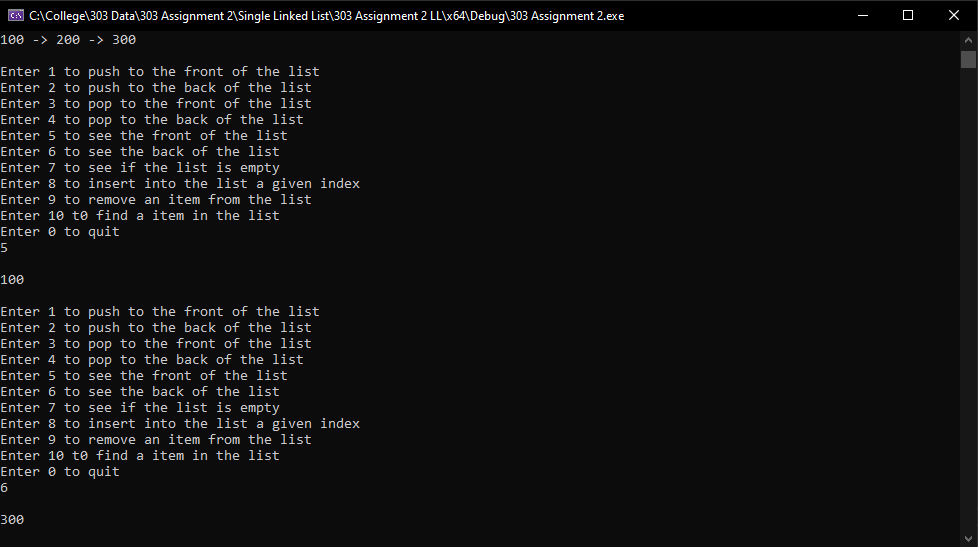 C:\College\303 Data\303 Assignment 2\Single Linked List\303 Assignment 2 LL\x64\Debug\303 Assignment 2.exe
100 -> 200 -> 300
Enter 1 to push to the front of the list
Enter 2 to push to the back of the list
Enter 3 to pop to the front of the list
Enter 4 to pop to the back of the list
Enter 5 to see the front of the list
Enter 6 to see the back of the list
Enter 7 to see if the list is empty
Enter 8 to insert into the list a given index
Enter 9 to remove an item from the list
Enter 10 t0 find a item in the list
Enter 0 to quit
5
100
Enter 1 to push to the front of the list
Enter 2 to push to the back of the list
Enter 3 to pop to the front of the list
Enter 4 to pop to the back of the list
Enter 5 to see the front of the list
Enter 6 to see the back of the list
Enter 7 to see if the list is empty
Enter 8 to insert into the list a given index
Enter 9 to remove an item from the list
Enter 10 t0 find a item in the list
Enter 0 to quit
6
300